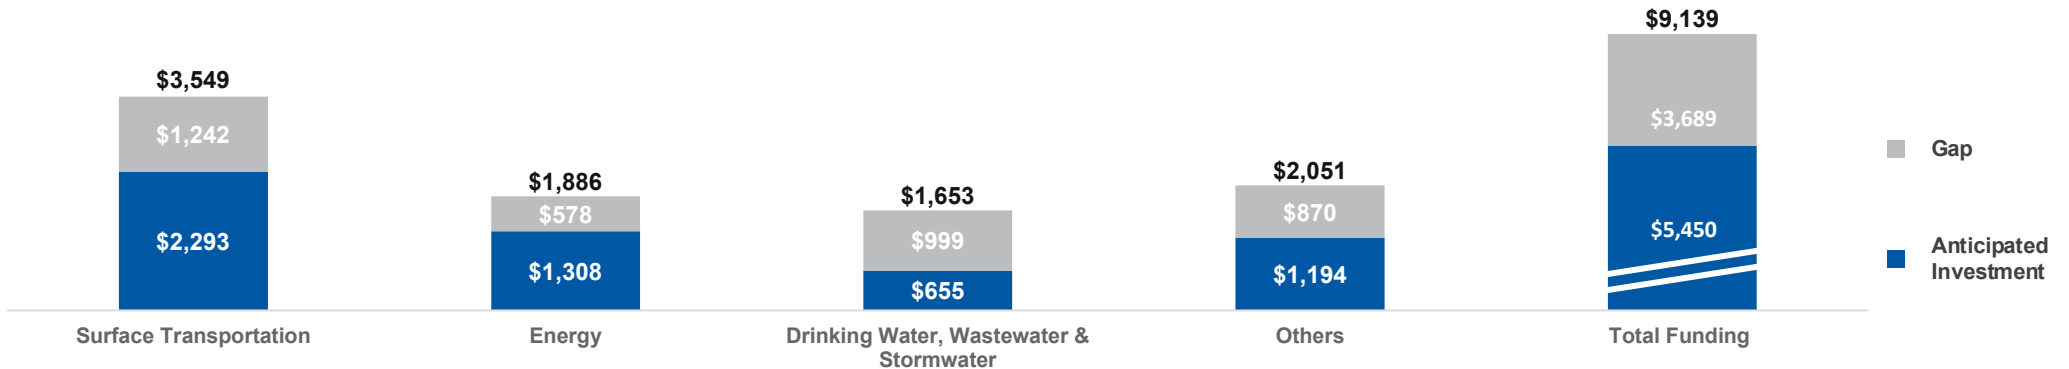 $3,549
$1,242
$2,293
Surface Transportation
$1,886
$578
$1,308
Energy
$1,653
$999
$655
Drinking Water, Wastewater &
Stormwater
$2,051
$870
$1,194
Others
$9,139
$3,689
$5,450
Total Funding
Gap
Anticipated
Investment